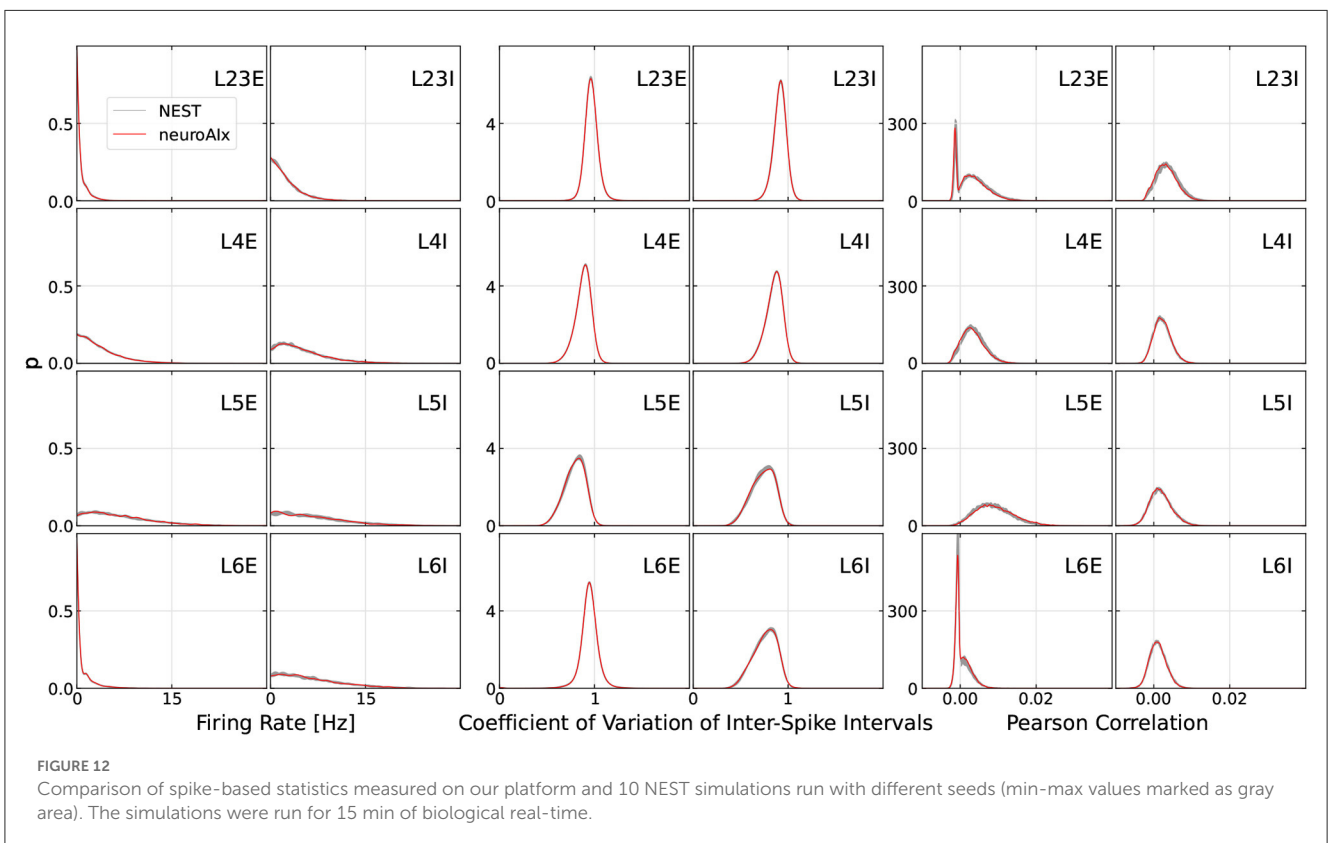 L23E
L23I
L23E
L23I
L23E
L23I
NEST
neuroAIx
0.5
0.0
4
300
0
L4E
L4I
L4E
L4I
L4E
L4I
0.5
0.0
4
300
0
p
L5E
L5I
L5E
L5I
L5E
L5I
0.5
0.0
4
0
300
0
L6E
L6I
L6E
L6I
L6E
L6I
0.5
0.0
4
0
300
0
0 15 0 15 0 1 0 1 0.00 0.02 0.00 0.02
Firing Rate [Hz] Coefficient of Variation of Inter-Spike Intervals Pearson Correlation
FIGURE 12
Comparison of spike-based statistics measured on our platform and 10 NEST simulations run with different seeds (min-max values marked as gray
area). The simulations were run for 15 min of biological real-time.